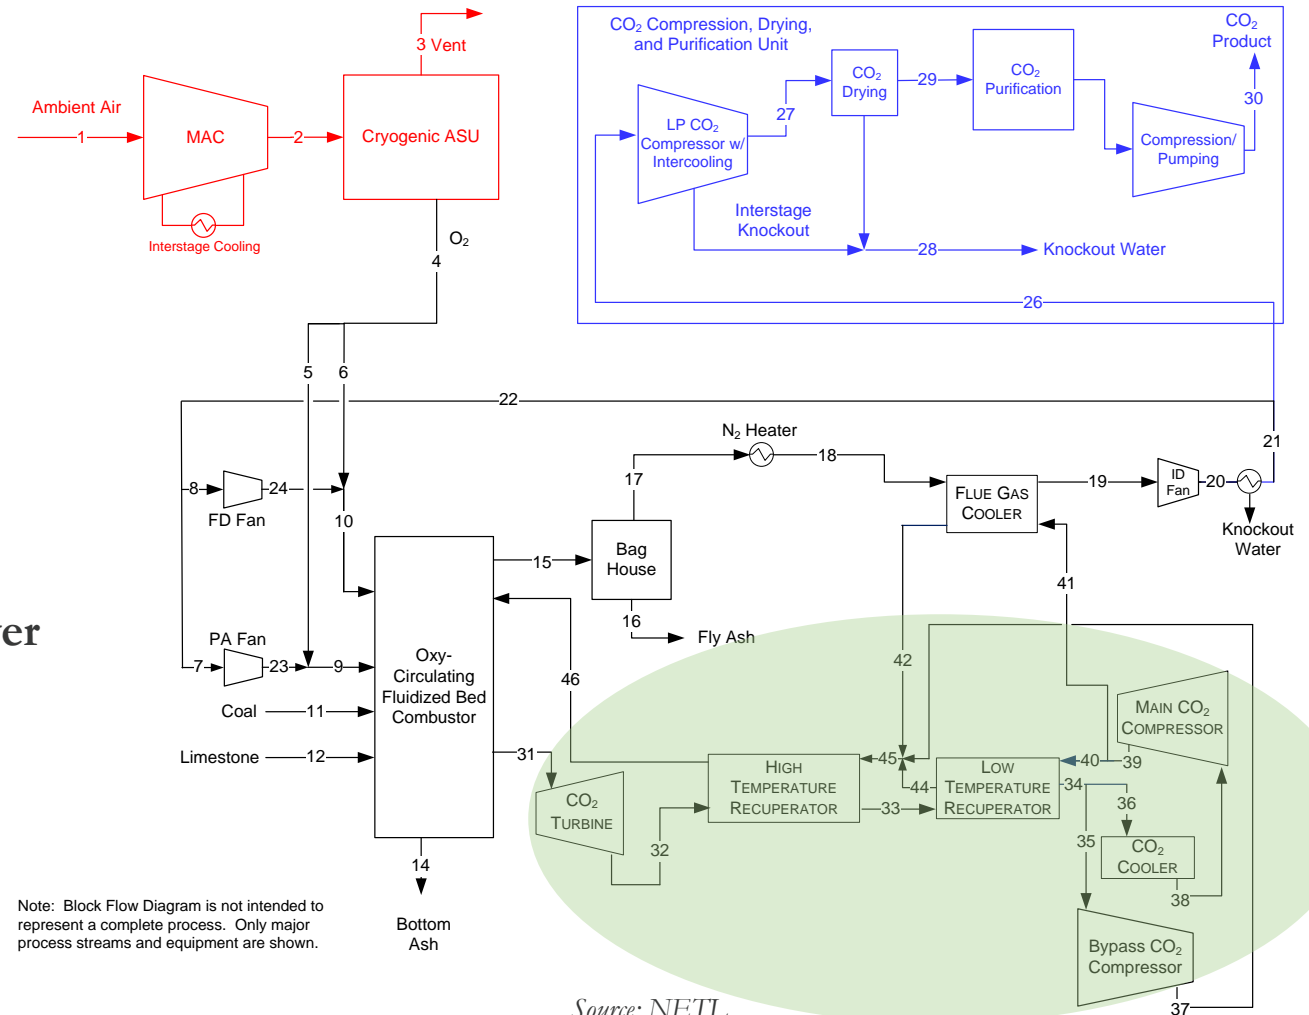 CO2 Compression, Drying,
and Purification Unit
CO2
Product
3 Vent
Ambient Air
1
MAC
2
Cryogenic ASU
Interstage Cooling
O2
4
LP CO2
Compressor w/
Intercooling
27
CO2
Drying
29
CO2
Purification
30
Compression/
Pumping
Interstage
Knockout
28
Knockout Water
26
5
6
22
N2 Heater
21
17
18
8
24
FD Fan
10
FLUE GAS
COOLER
19
ID
Fan
20
Knockout
Water
15
Bag
House
16
Fly Ash
41
42
46
ver
PA Fan
7
23
9
Coal
11
Limestone
12
Oxy-
Circulating
Fluidized Bed
Combustor
31
CO2
TURBINE
32
HIGH
TEMPERATURE
RECUPERATOR
33
45
44
LOW
TEMPERATURE
RECUPERATOR
40
39
34
MAIN CO2
COMPRESSOR
36
35
CO2
COOLER
38
14
Bottom
Ash
Bypass CO2
Compressor
37
Note: Block Flow Diagram is not intended to
represent a complete process. Only major
process streams and equipment are shown.
Source: NETL